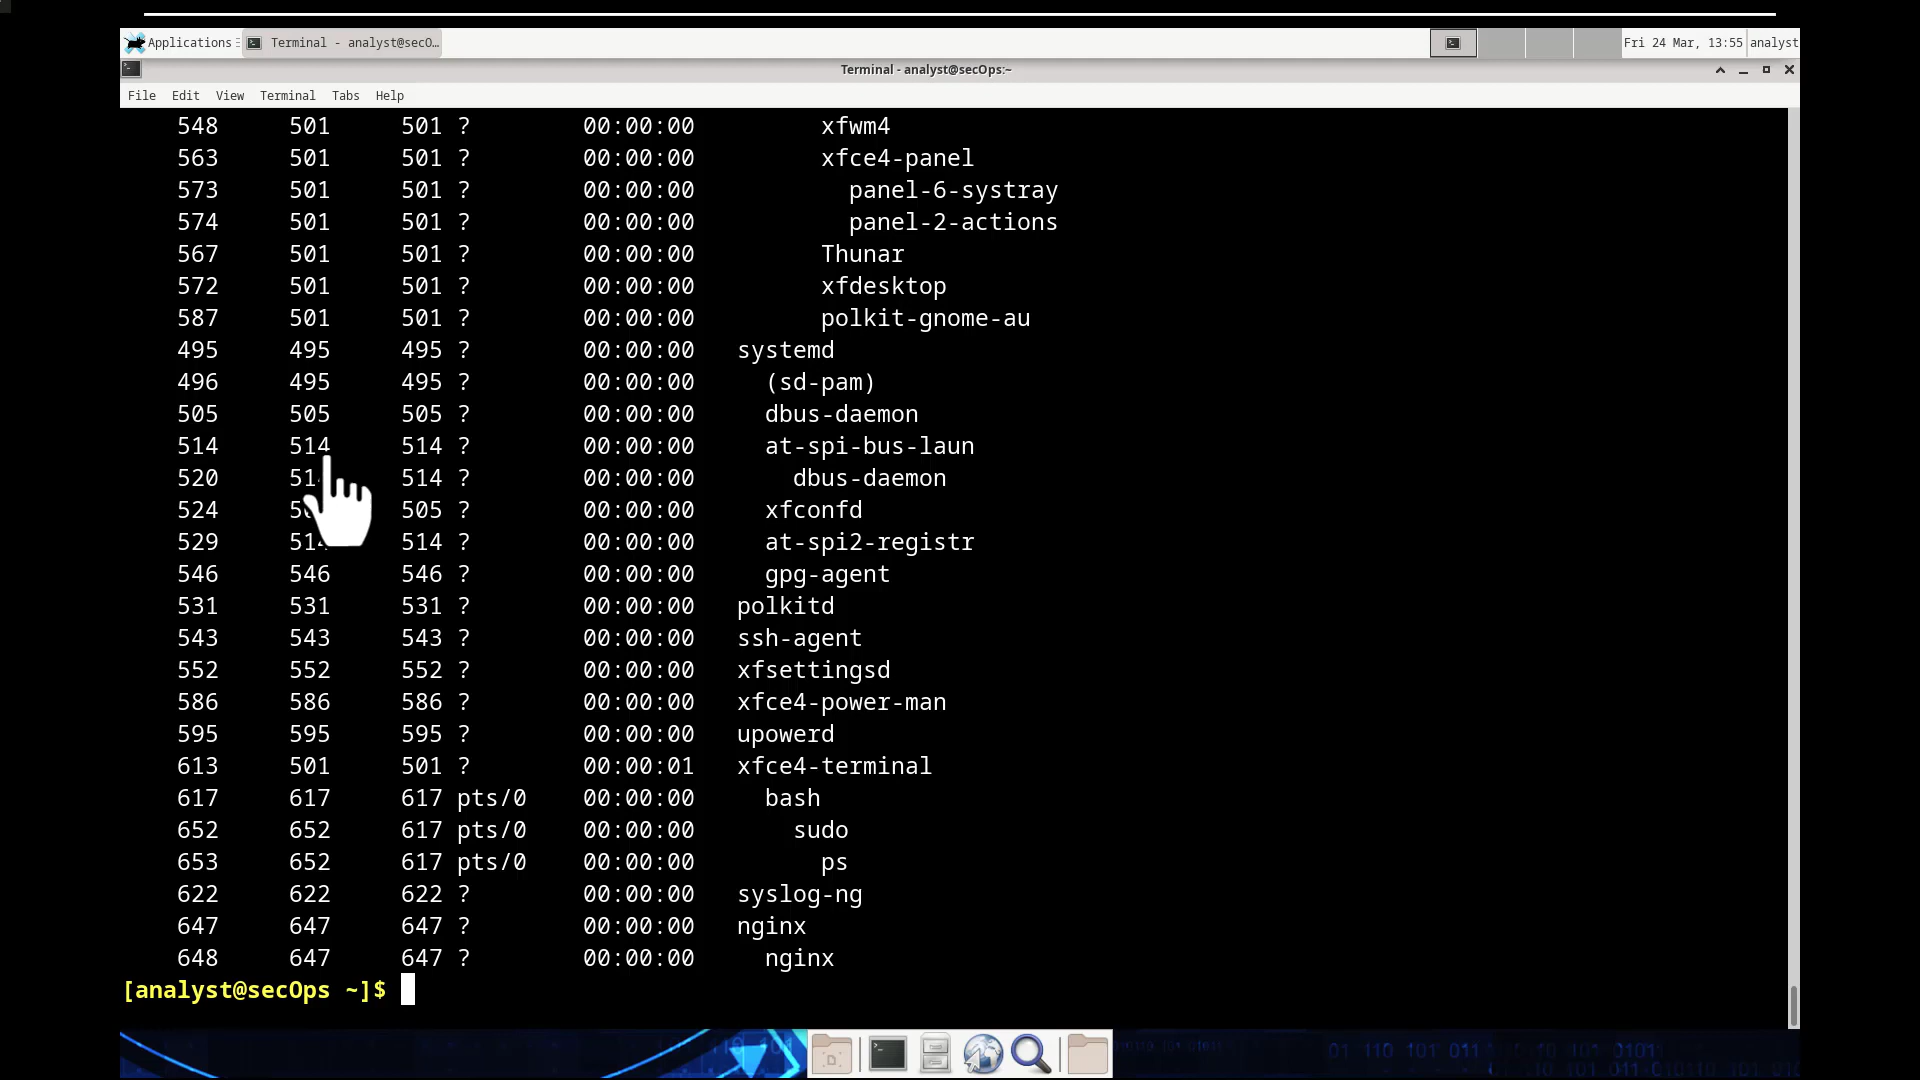 Applications Terminal - analyst@secO… Fri 24 Mar, 13:55 analyst
Terminal - analyst@secOps:~
File Edit View Terminal Tabs Help
548 501 501 ? 00:00:00 xfwm4
563 501 501 ? 00:00:00 xfce4-panel
573 501 501 ? 00:00:00 panel-6-systray
574 501 501 ? 00:00:00 panel-2-actions
567 501 501 ? 00:00:00 Thunar
572 501 501 ? 00:00:00 xfdesktop
587 501 501 ? 00:00:00 polkit-gnome-au
495 495 495 ? 00:00:00 systemd
496 495 495 ? 00:00:00 (sd-pam)
505 505 505 ? 00:00:00 dbus-daemon
514 514 514 ? 00:00:00 at-spi-bus-laun
520 514 ? 00:00:00 dbus-daemon
524 505 ? 00:00:00 xfconfd
529 514 514 ? 00:00:00 at-spi2-registr
546 546 546 ? 00:00:00 gpg-agent
531 531 531 ? 00:00:00 polkitd
543 543 543 ? 00:00:00 ssh-agent
552 552 552 ? 00:00:00 xfsettingsd
586 586 586 ? 00:00:00 xfce4-power-man
595 595 595 ? 00:00:00 upowerd
613 501 501 ? 00:00:01 xfce4-terminal
617 617 617 pts/0 00:00:00 bash
652 652 617 pts/0 00:00:00 sudo
653 652 617 pts/0 00:00:00 ps
622 622 622 ? 00:00:00 syslog-ng
647 647 647 ? 00:00:00 nginx
648 647 647 ? 00:00:00 nginx
[analyst@secOps ~]$